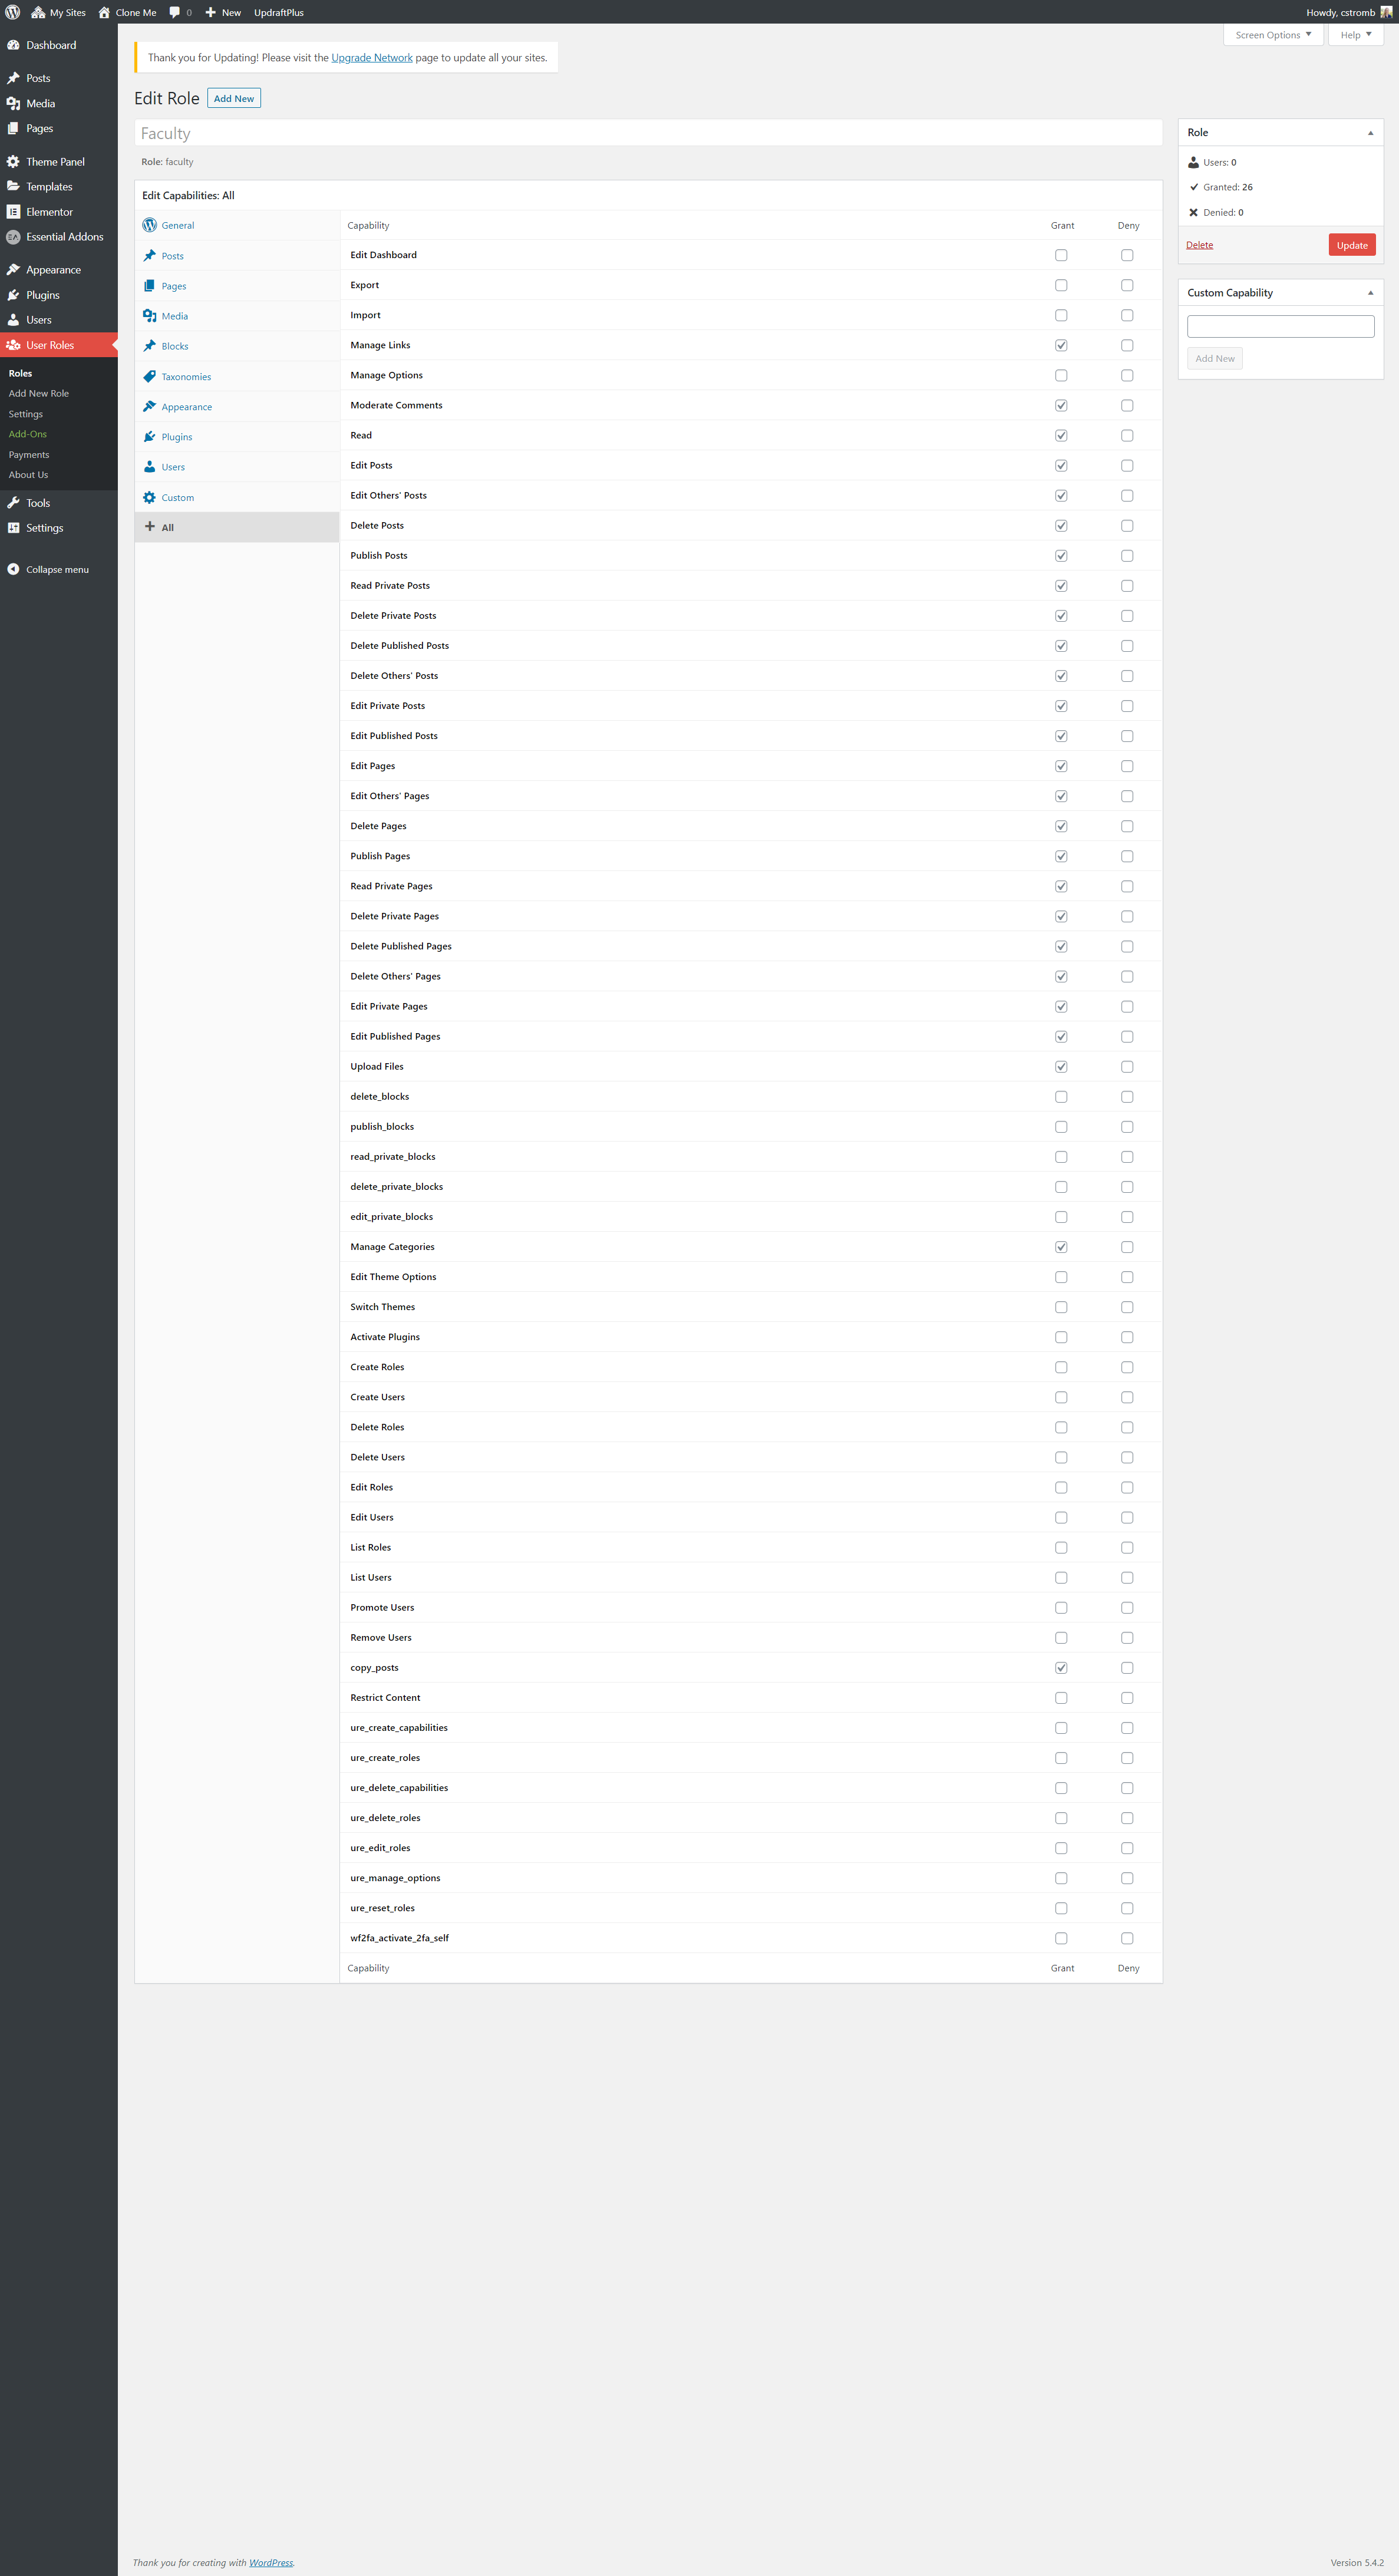 My Sites Clone Me 0 New UpdraftPlus Howdy, cstromb
Screen Options Help
Dashboard
Posts
Media
Pages
Theme Panel
Templates
Elementor
Essential Addons
Appearance
Plugins
Users
User Roles
Roles
Add New Role
Settings
Add-Ons
Payments
About Us
Tools
Settings
Collapse menu
Thank you for Updating! Please visit the Upgrade Network page to update all your sites.
Edit Role Add New
Faculty
Role: faculty
Edit Capabilities: All
General
Posts
Pages
Media
Blocks
Taxonomies
Appearance
Plugins
Users
Custom
All
Capability Grant Deny
Edit Dashboard
Export
Import
Manage Links
Manage Options
Moderate Comments
Read
Edit Posts
Edit Others' Posts
Delete Posts
Publish Posts
Read Private Posts
Delete Private Posts
Delete Published Posts
Delete Others' Posts
Edit Private Posts
Edit Published Posts
Edit Pages
Edit Others' Pages
Delete Pages
Publish Pages
Read Private Pages
Delete Private Pages
Delete Published Pages
Delete Others' Pages
Edit Private Pages
Edit Published Pages
Upload Files
delete_blocks
publish_blocks
read_private_blocks
delete_private_blocks
edit_private_blocks
Manage Categories
Edit Theme Options
Switch Themes
Activate Plugins
Create Roles
Create Users
Delete Roles
Delete Users
Edit Roles
Edit Users
List Roles
List Users
Promote Users
Remove Users
copy_posts
Restrict Content
ure_create_capabilities
ure_create_roles
ure_delete_capabilities
ure_delete_roles
ure_edit_roles
ure_manage_options
ure_reset_roles
wf2fa_activate_2fa_self
Capability Grant Deny
Role
Users: 0
Granted: 26
Denied: 0
Delete Update
Custom Capability
Add New
Thank you for creating with WordPress. Version 5.4.2